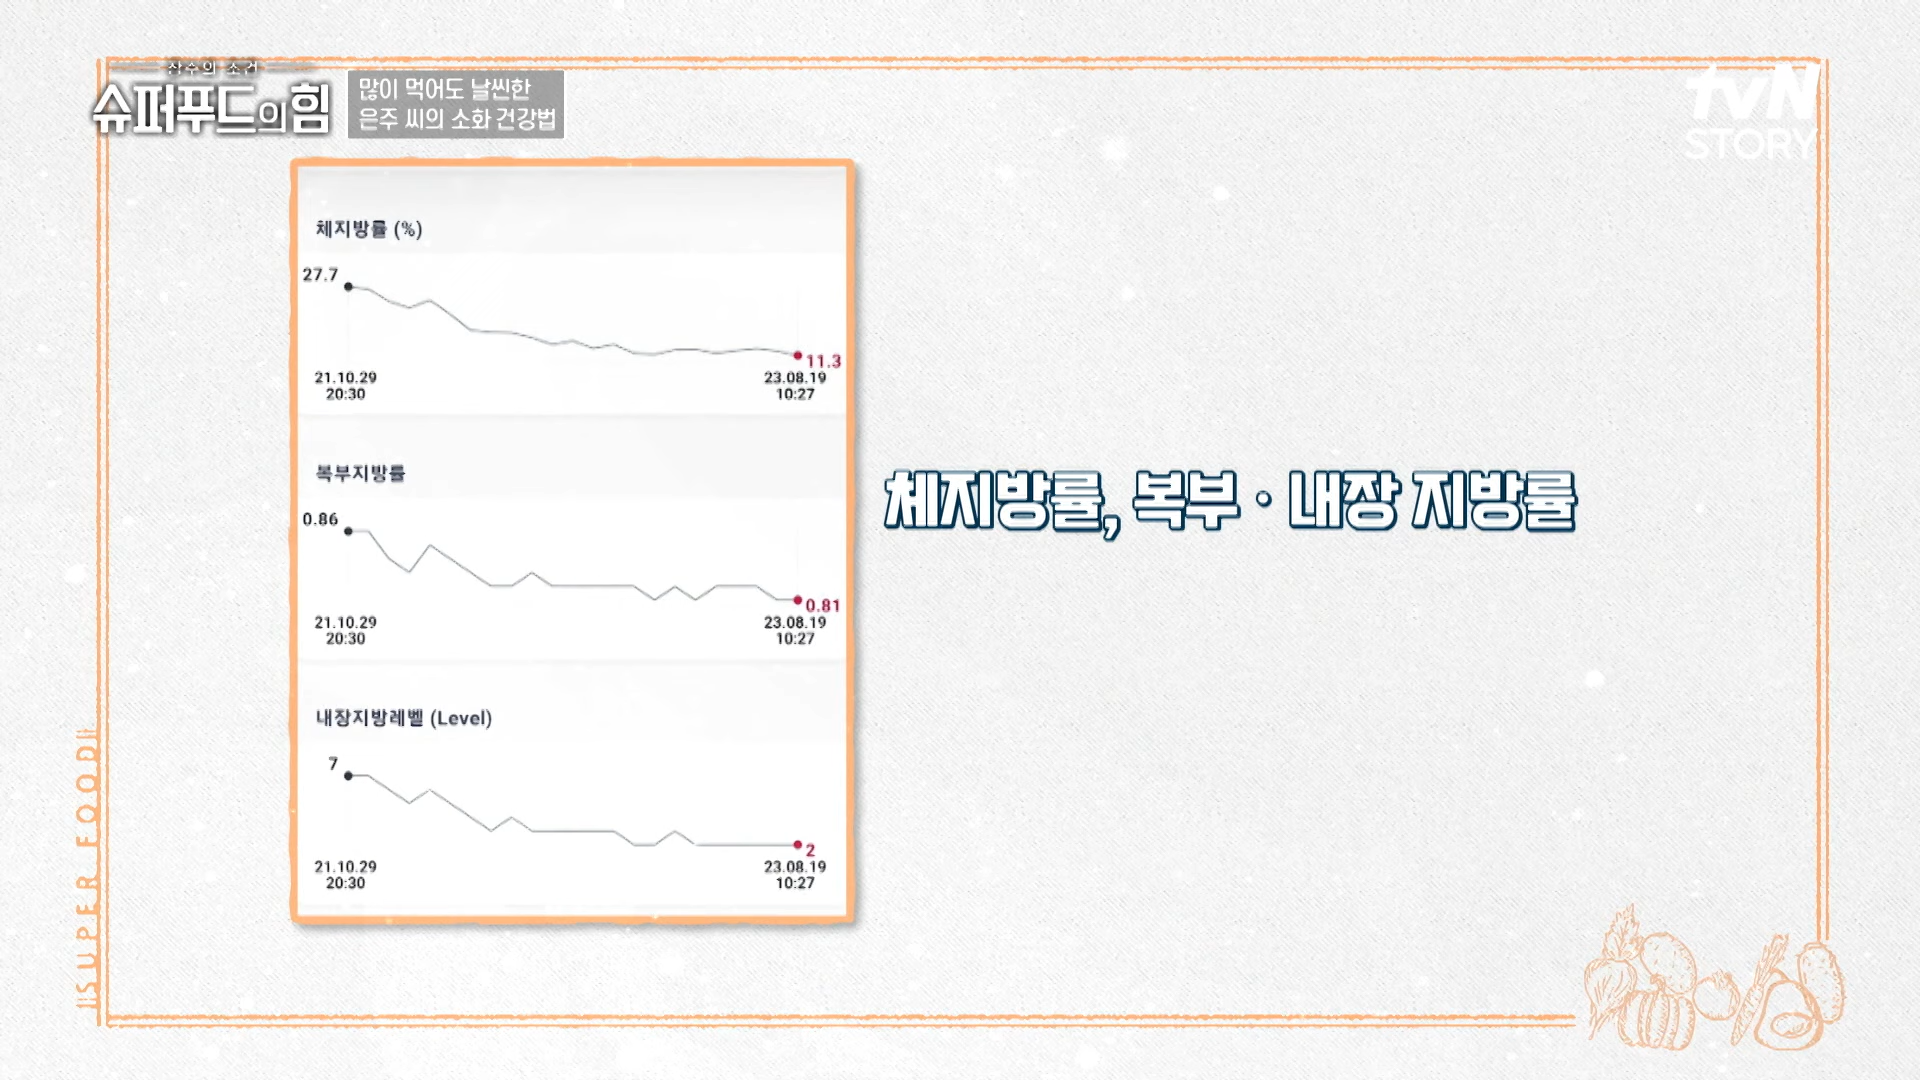 장수의 조건
슈퍼푸드의 힘
많이 먹어도 날씬한
은주 씨의 소화 건강법
tvN
STORY
체지방률 (%)
27.7
11.3
21.10.29
20:30
23.08.19
10:27
복부지방률
0.86
0.81
21.10.29
20:30
23.08.19
10:27
내장지방레벨 (Level)
7
2
21.10.29
20:30
23.08.19
10:27
체지방률, 복부·내장 지방률
SUPER FOOD